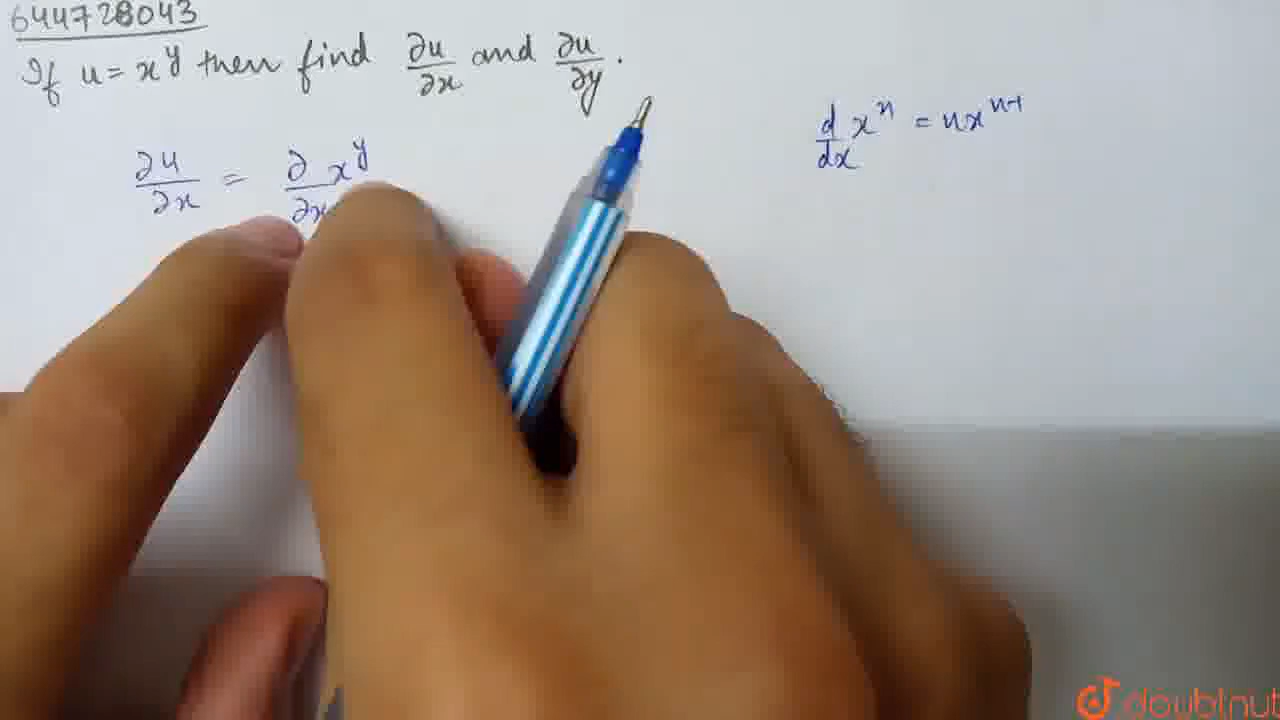 644728043
If u = x^y then find ∂u/∂x and ∂u/∂y.
d/dx x^n = nx^{n-1}
∂u/∂x = ∂/∂x x^y
doubtnut